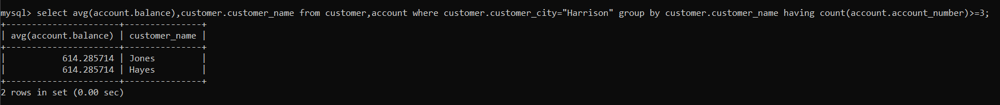 mysql> select avg(account.balance),customer.customer_name from customer,account where customer.customer_city="Harrison" group by customer.customer_name having count(account.account_number)>=3;
+----------------------+---------------+
| avg(account.balance) | customer_name |
+----------------------+---------------+
|           614.285714 | Jones         |
|           614.285714 | Hayes         |
+----------------------+---------------+
2 rows in set (0.00 sec)